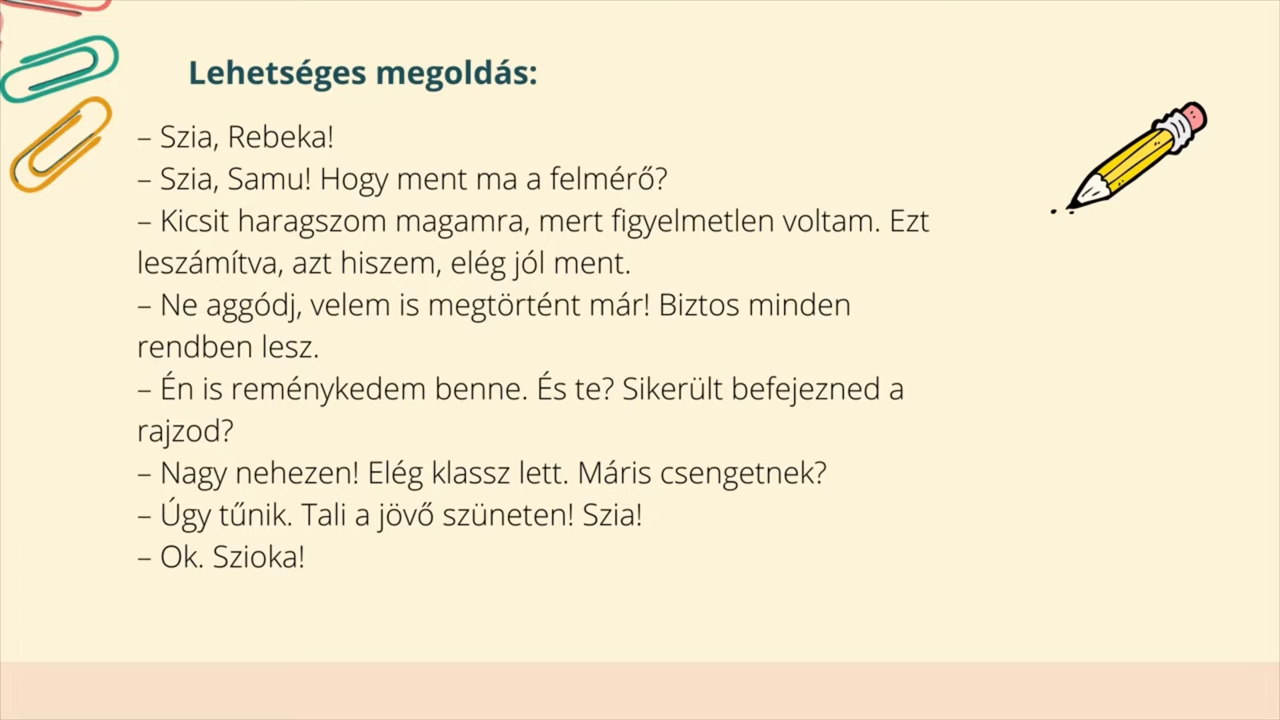 Lehetséges megoldás:
– Szia, Rebeka!
– Szia, Samu! Hogy ment ma a felmérő?
– Kicsit haragszom magamra, mert figyelmetlen voltam. Ezt
leszámítva, azt hiszem, elég jól ment.
– Ne aggódj, velem is megtörtént már! Biztos minden
rendben lesz.
– Én is reménykedem benne. És te? Sikerült befejezned a
rajzod?
– Nagy nehezen! Elég klassz lett. Máris csengetnek?
– Úgy tűnik. Tali a jövő szüneten! Szia!
– Ok. Szioka!